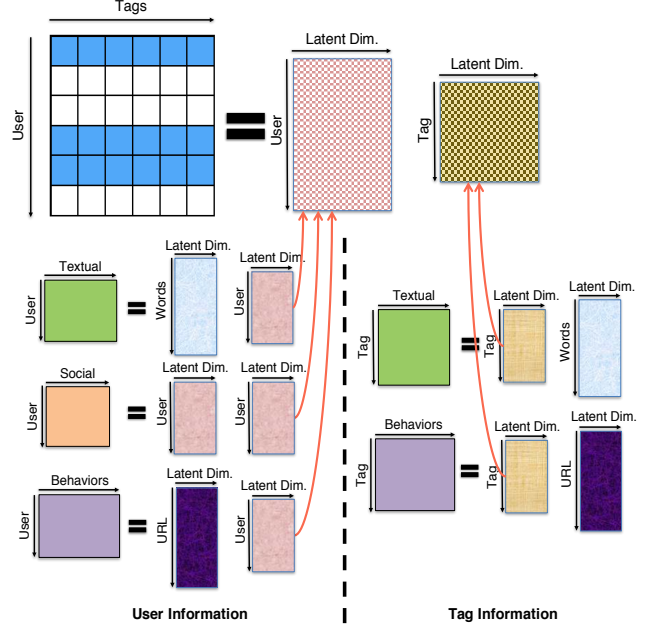 Tags
User
Latent Dim.
User
Latent Dim.
Tag
Textual
User
Latent Dim.
Words
Latent Dim.
User
Social
User
Latent Dim.
User
Latent Dim.
User
Behaviors
User
Latent Dim.
URL
Latent Dim.
User
Textual
Tag
Latent Dim.
Tag
Latent Dim.
Words
Behaviors
Tag
Latent Dim.
Tag
Latent Dim.
URL
User Information
Tag Information